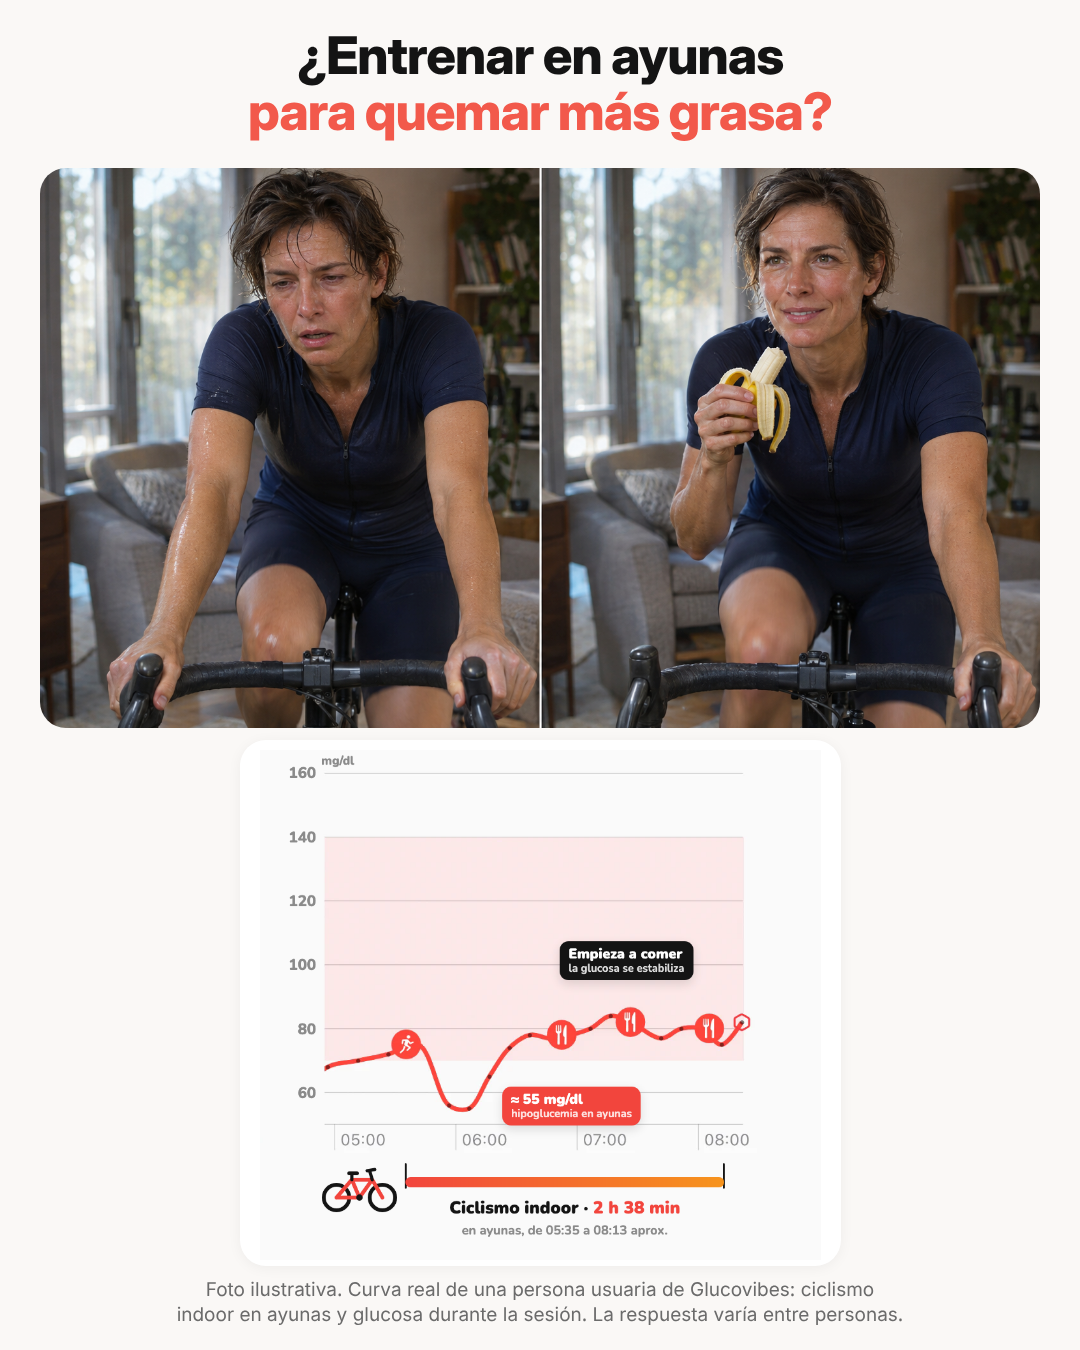 ¿Entrenar en ayunas
para quemar más grasa?
mg/dl
160
140
120
100
80
60
Empieza a comer
la glucosa se estabiliza
≈ 55 mg/dl
hipoglucemia en ayunas
05:00 06:00 07:00 08:00
Ciclismo indoor · 2 h 38 min
en ayunas, de 05:35 a 08:13 aprox.
Foto ilustrativa. Curva real de una persona usuaria de Glucovibes: ciclismo
indoor en ayunas y glucosa durante la sesión. La respuesta varía entre personas.